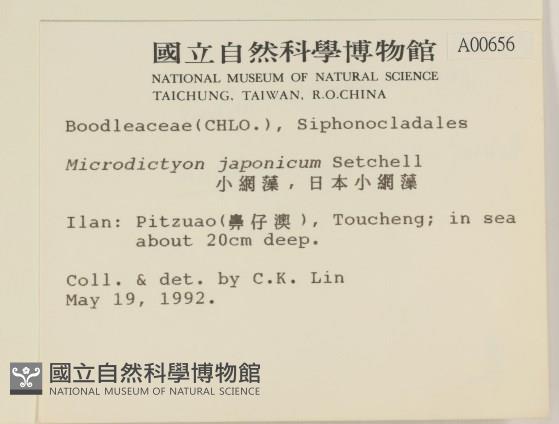 國立自然科學博物館 A00656
NATIONAL MUSEUM OF NATURAL SCIENCE
TAICHUNG, TAIWAN, R.O.CHINA
Boodleaceae(CHLO.), Siphonocladales
Microdictyon japonicum Setchell
小網藻，日本小網藻
Ilan: Pitzuao(鼻仔澳), Toucheng; in sea
about 20cm deep.
Coll. & det. by C.K. Lin
May 19, 1992.
國立自然科學博物館
NATIONAL MUSEUM OF NATURAL SCIENCE